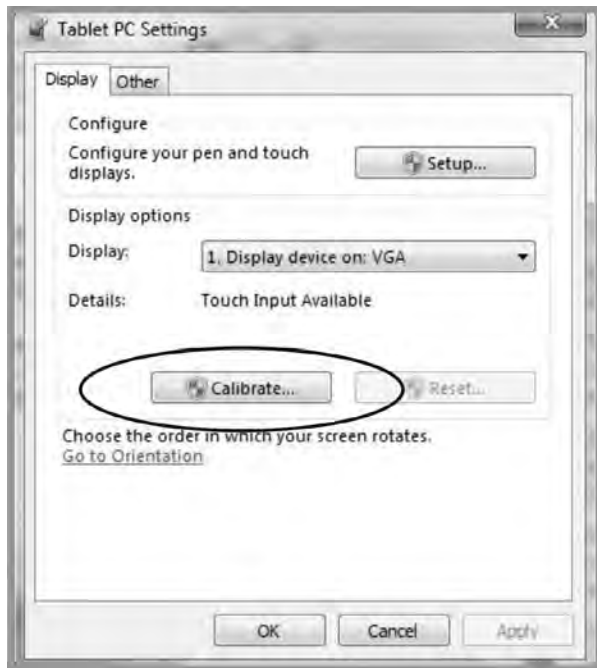 Tablet PC Settings
Display Other
Configure
Configure your pen and touch
displays.
Setup...
Display options
Display:
1. Display device on: VGA
Details:
Touch Input Available
Calibrate...
Reset...
Choose the order in which your screen rotates.
Go to Orientation
OK Cancel Apply